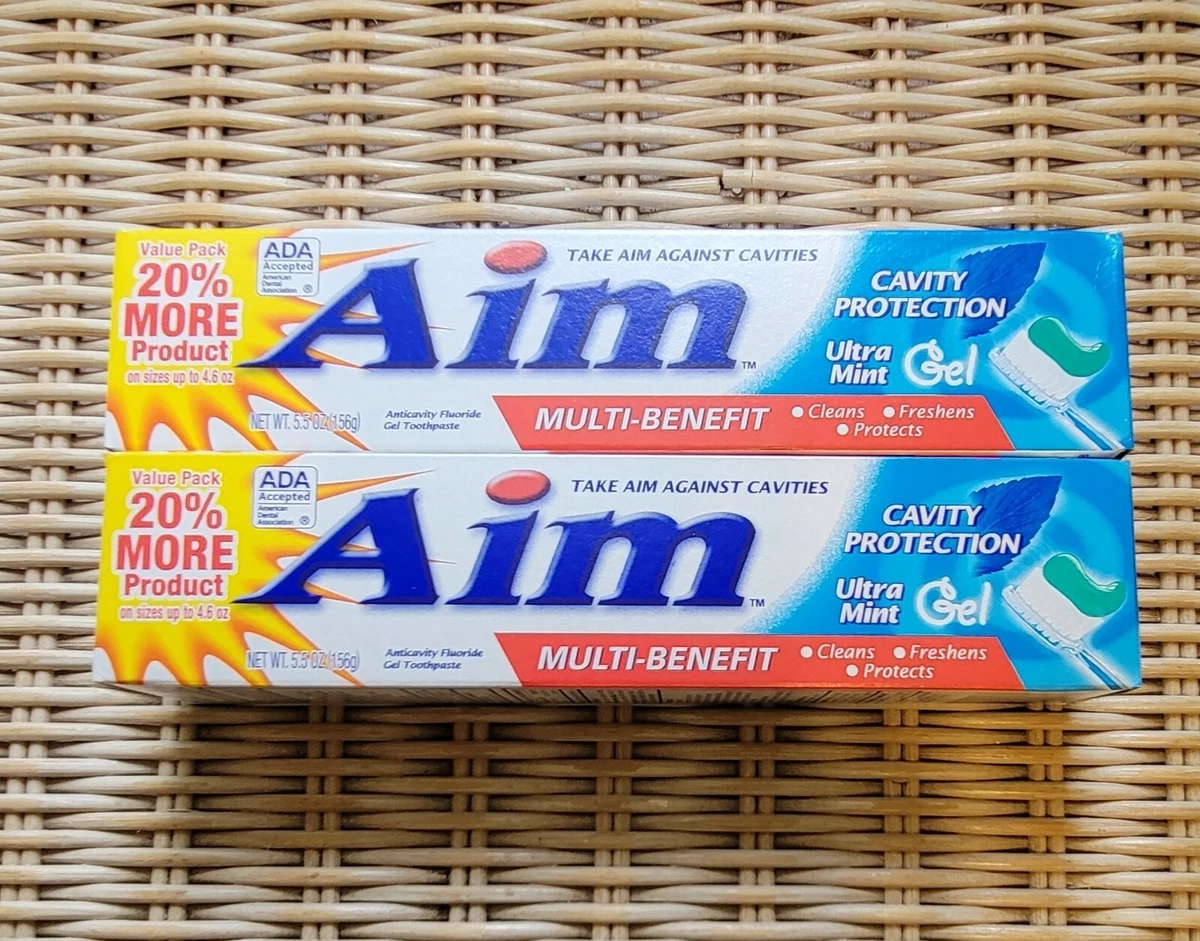 Value Pack
20%
MORE
Product
on sizes up to 4.6 oz
ADA
Accepted
American
Dental
Association ®
Aim™
TAKE AIM AGAINST CAVITIES
CAVITY
PROTECTION
Ultra
Mint
Gel
NET WT. 5.5 OZ (156g)
Anticavity Fluoride
Gel Toothpaste
MULTI-BENEFIT
• Cleans • Freshens
• Protects
Value Pack
20%
MORE
Product
on sizes up to 4.6 oz
ADA
Accepted
American
Dental
Association ®
Aim™
TAKE AIM AGAINST CAVITIES
CAVITY
PROTECTION
Ultra
Mint
Gel
NET WT. 5.5 OZ (156g)
Anticavity Fluoride
Gel Toothpaste
MULTI-BENEFIT
• Cleans • Freshens
• Protects